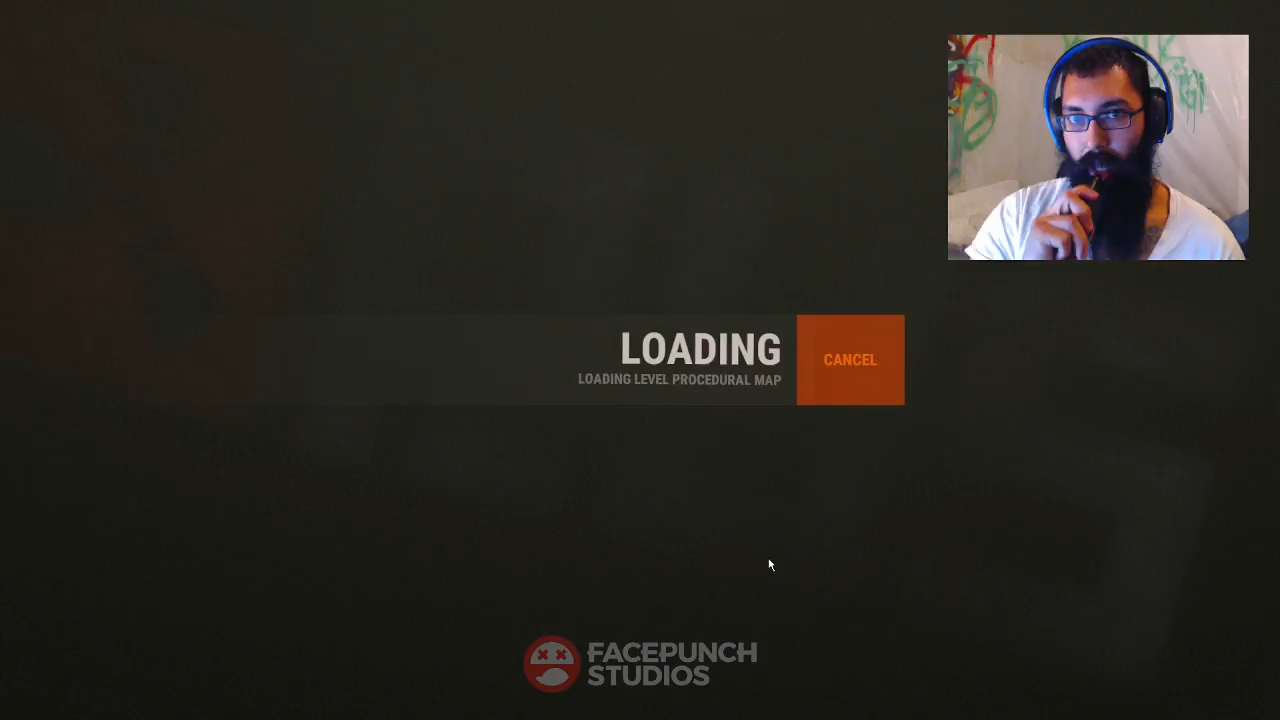 LOADING
LOADING LEVEL PROCEDURAL MAP
CANCEL
FACEPUNCH
STUDIOS